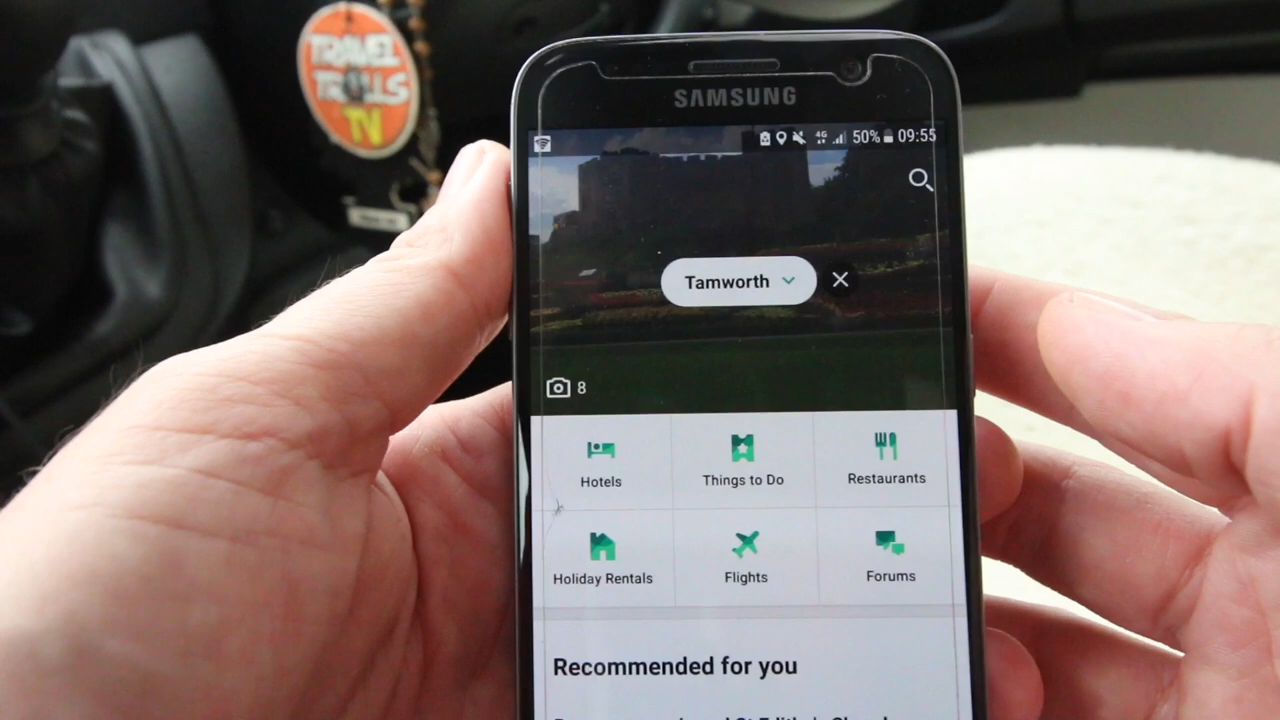 TRAVEL
TROLLS
TV
SAMSUNG
4G 50% 09:55
Tamworth
8
Hotels
Things to Do
Restaurants
Holiday Rentals
Flights
Forums
Recommended for you